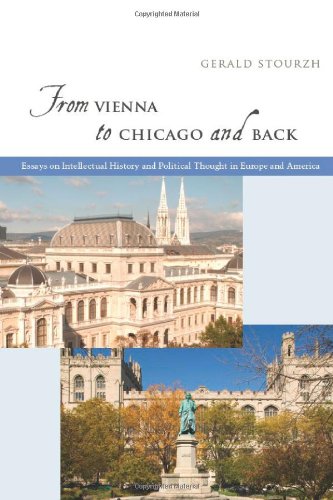 Copyrighted Material
GERALD STOURZH
From VIENNA
to CHICAGO and BACK
Essays on Intellectual History and Political Thought in Europe and America
Copyrighted Material